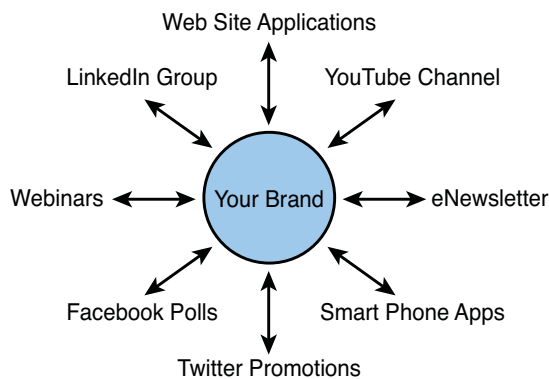 Web Site Applications
LinkedIn Group
YouTube Channel
Webinars
Your Brand
eNewsletter
Facebook Polls
Smart Phone Apps
Twitter Promotions